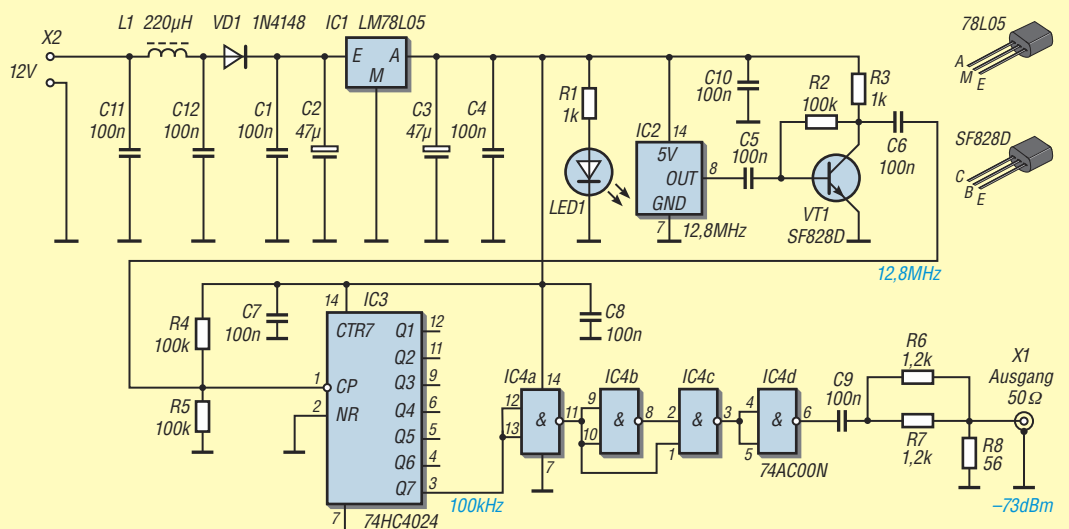 X2
12V
L1 220µH
VD1 1N4148
IC1 LM78L05
E A
M
C11
100n
C12
100n
C1
100n
C2
47µ
C3
47µ
C4
100n
R1
1k
LED1
IC2
14
5V
OUT
GND
8
7
12,8MHz
C10
100n
C5
100n
R2
100k
R3
1k
C6
100n
VT1
SF828D
12,8MHz
78L05
A
M
E
SF828D
C
B
E
R4
100k
R5
100k
C7
100n
14
IC3
CTR7
1
CP
2
NR
Q1 12
Q2 11
Q3 9
Q4 6
Q5 5
Q6 4
Q7 3
7
74HC4024
100kHz
C8
100n
IC4a
14
12
13
&
11
7
IC4b
9
10
&
8
IC4c
2
1
&
3
IC4d
4
5
&
6
74AC00N
C9
100n
R6
1,2k
R7
1,2k
R8
56
X1
Ausgang
50Ω
–73dBm